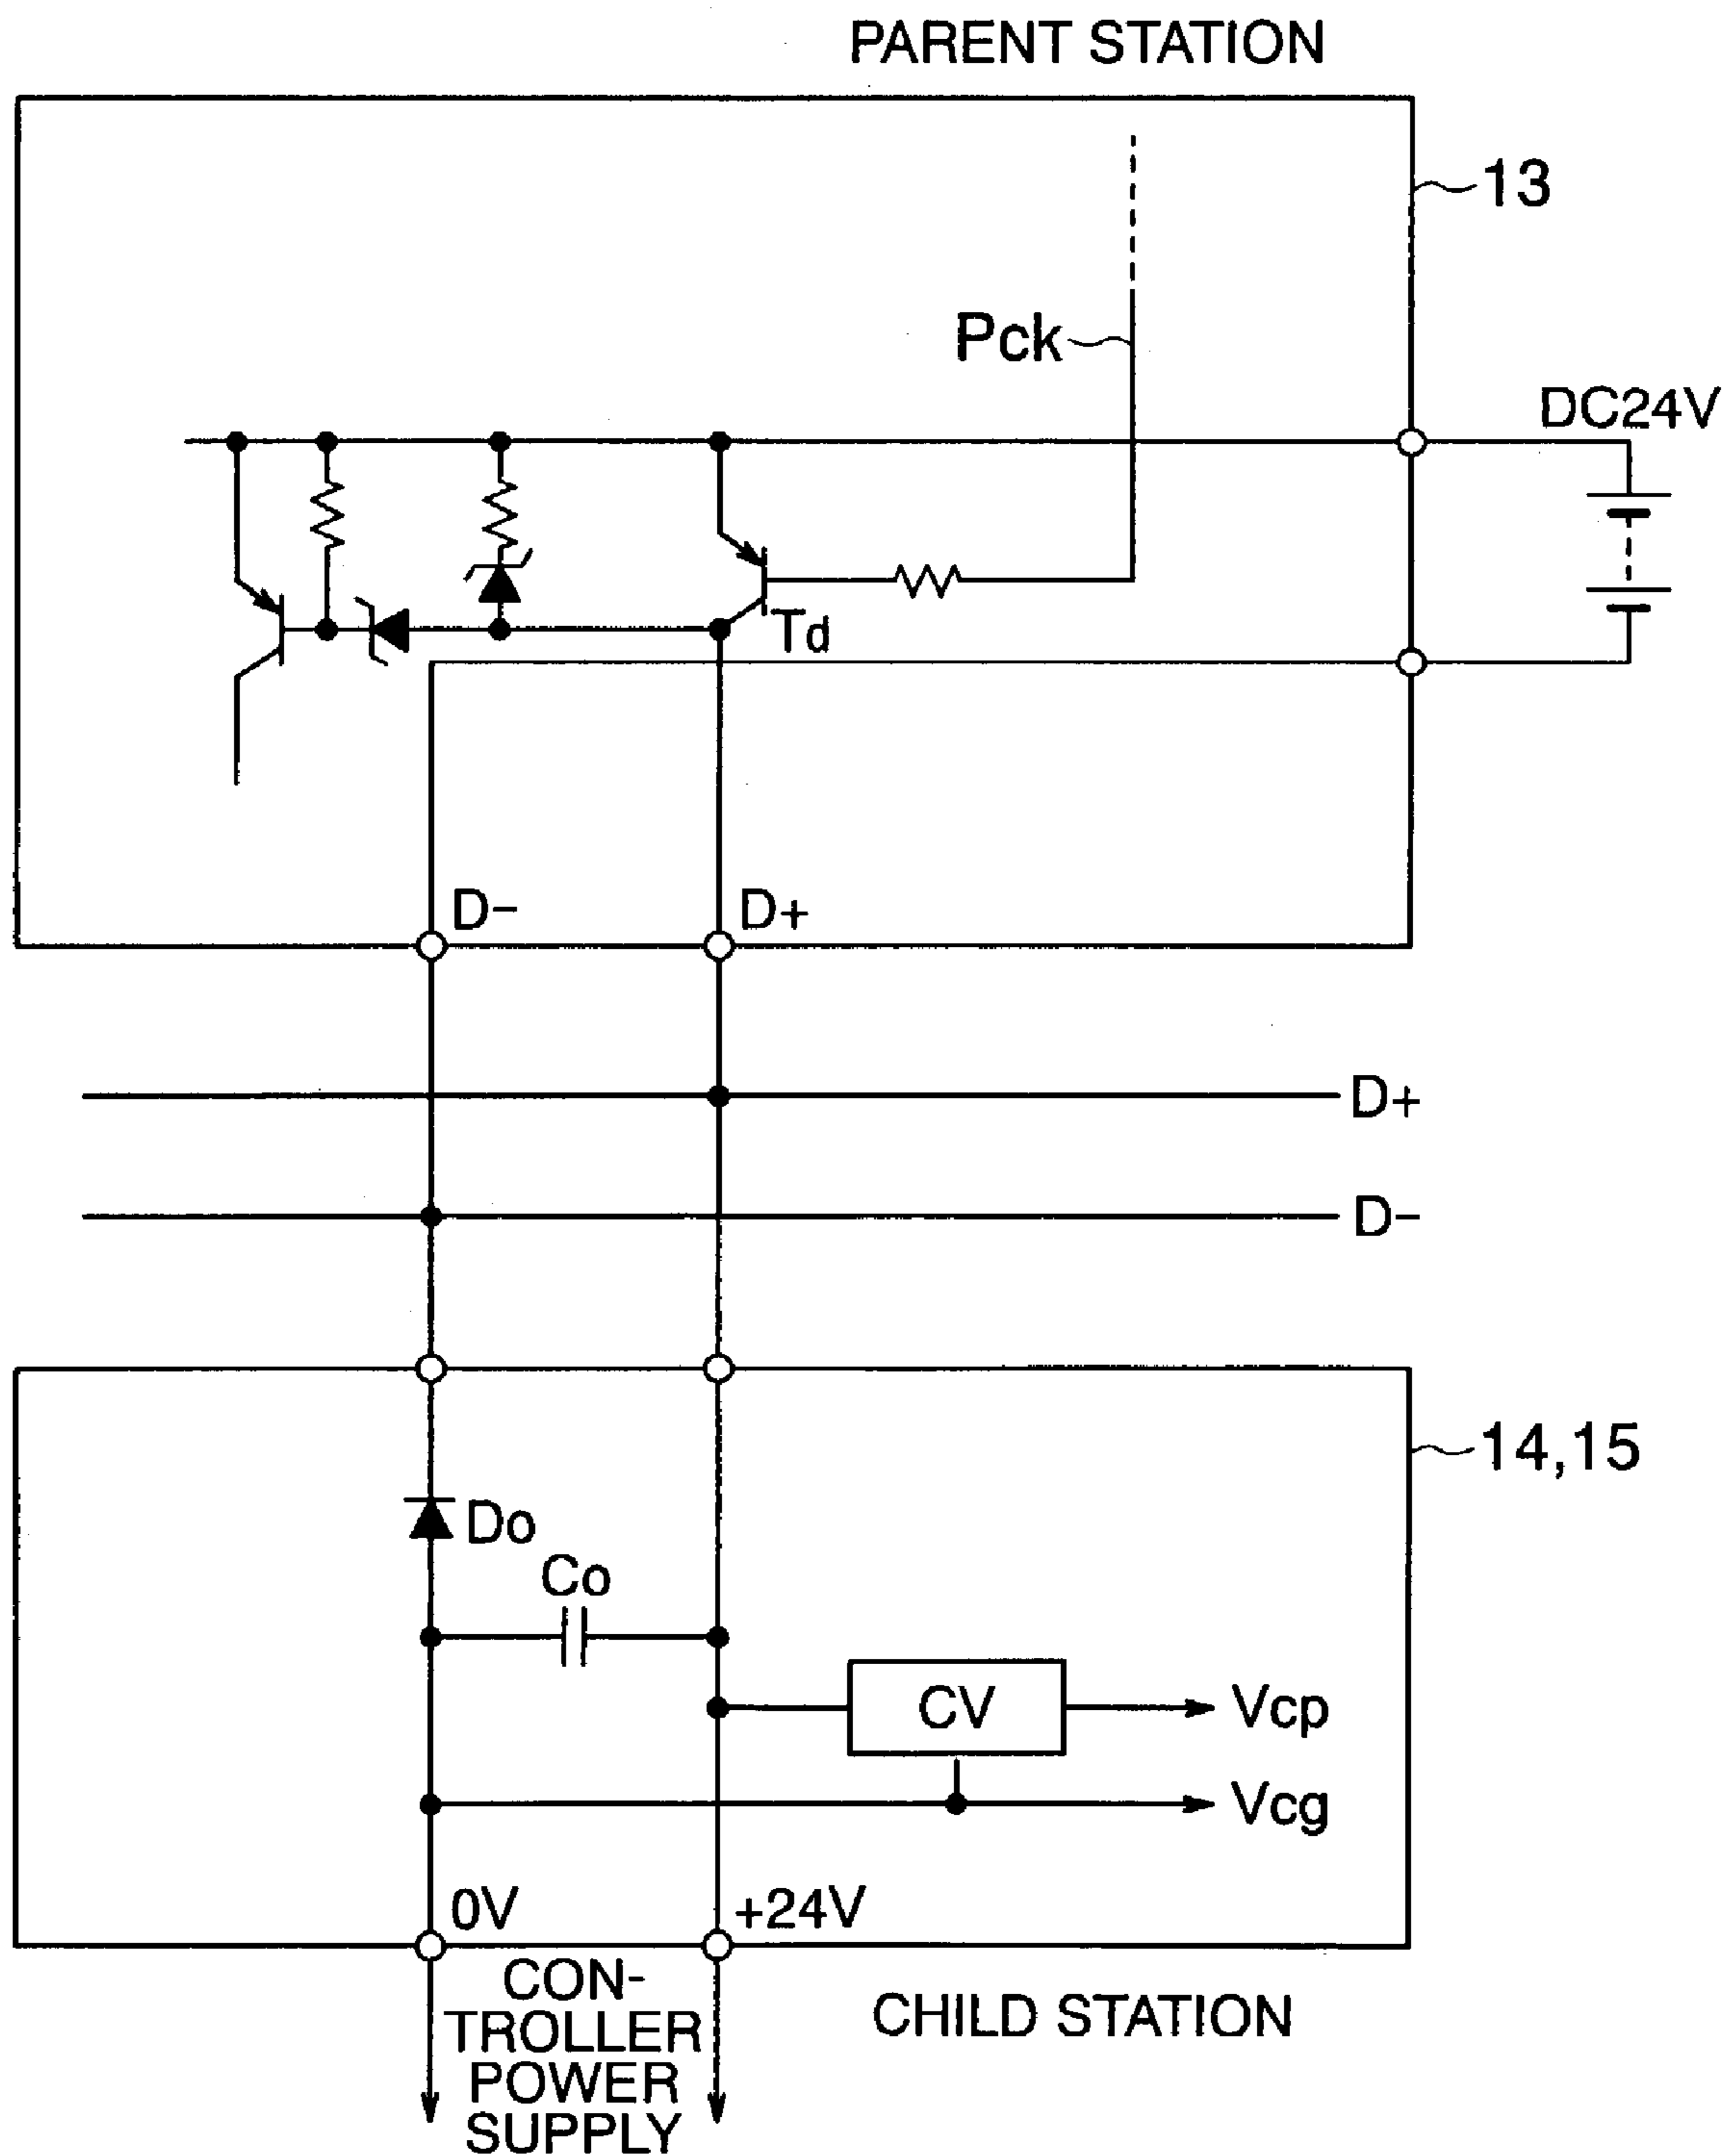 PARENT STATION
13
Pck
DC24V
Td
D-
D+
D+
D-
14,15
Do
Co
CV
Vcp
Vcg
0V
+24V
CON-
TROLLER
POWER
SUPPLY
CHILD STATION